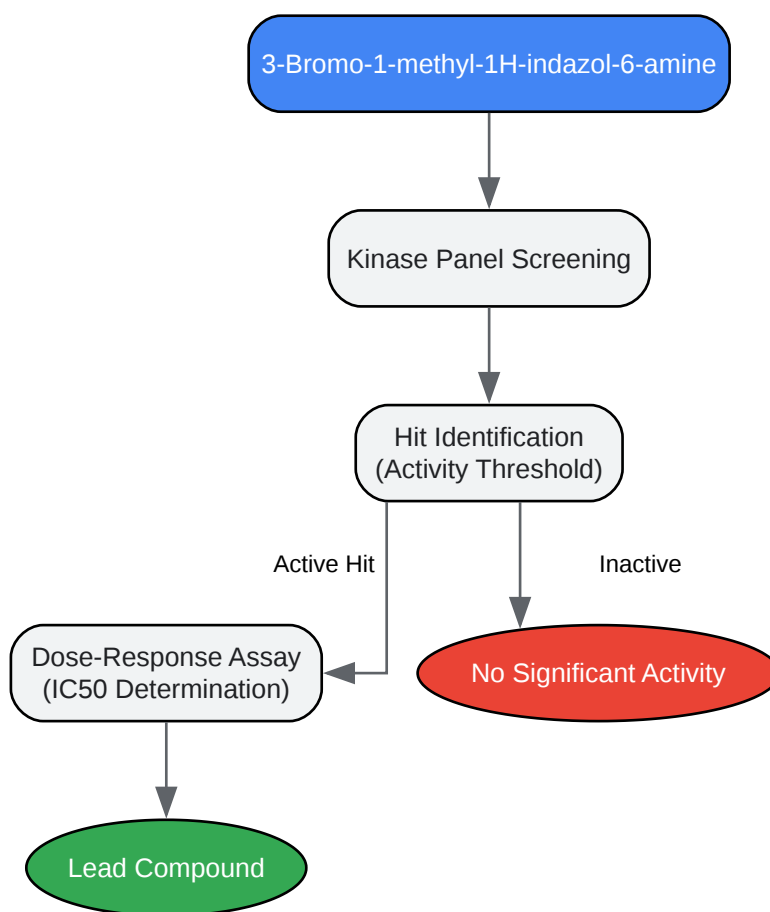 3-Bromo-1-methyl-1H-indazol-6-amine
Kinase Panel Screening
Hit Identification
(Activity Threshold)
Active Hit
Inactive
Dose-Response Assay
(IC50 Determination)
No Significant Activity
Lead Compound